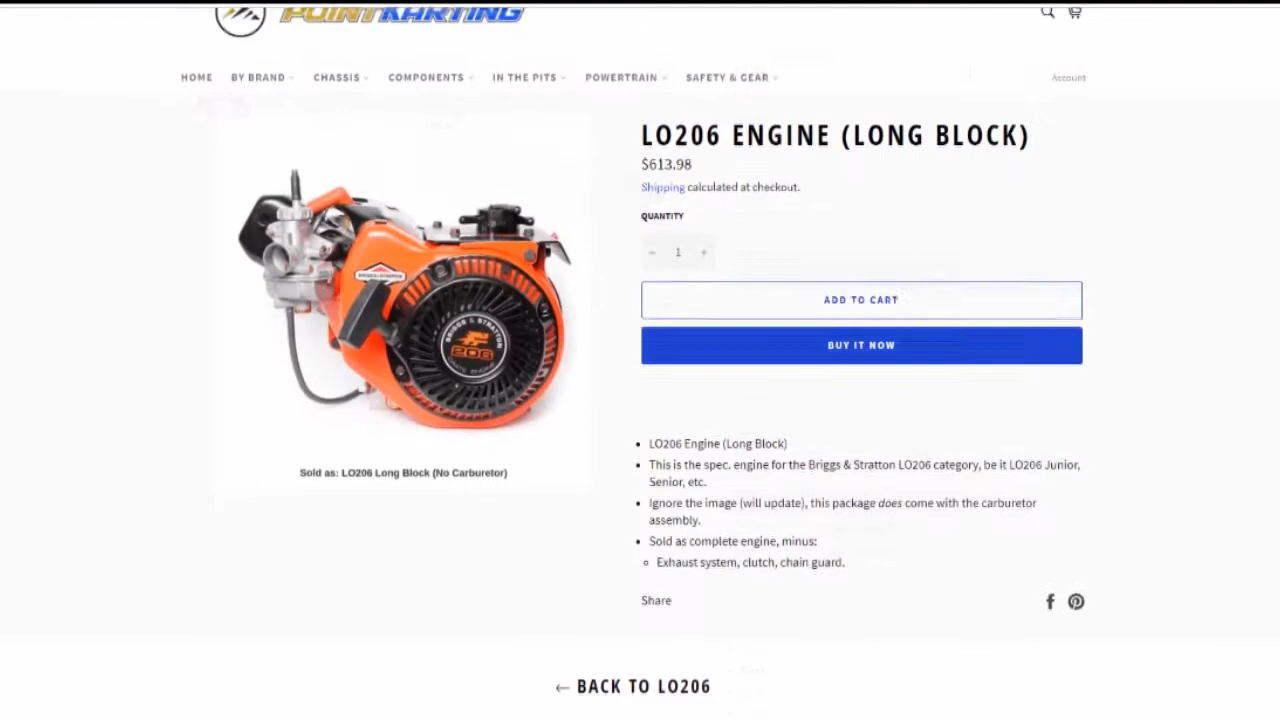 POINTKARTING
HOME BY BRAND CHASSIS COMPONENTS IN THE PITS POWERTRAIN SAFETY & GEAR Account
LO206 ENGINE (LONG BLOCK)
$613.98
Shipping calculated at checkout.
QUANTITY
− 1 +
ADD TO CART
BUY IT NOW
BRIGGS & STRATTON
206
Sold as: LO206 Long Block (No Carburetor)
LO206 Engine (Long Block)
This is the spec. engine for the Briggs & Stratton LO206 category, be it LO206 Junior,
Senior, etc.
Ignore the image (will update), this package does come with the carburetor
assembly.
Sold as complete engine, minus:
Exhaust system, clutch, chain guard.
Share
← BACK TO LO206